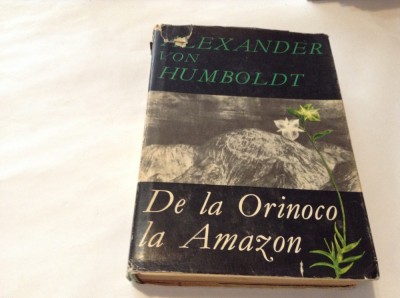 ALEXANDER
VON
HUMBOLDT
De la Orinoco
la Amazon